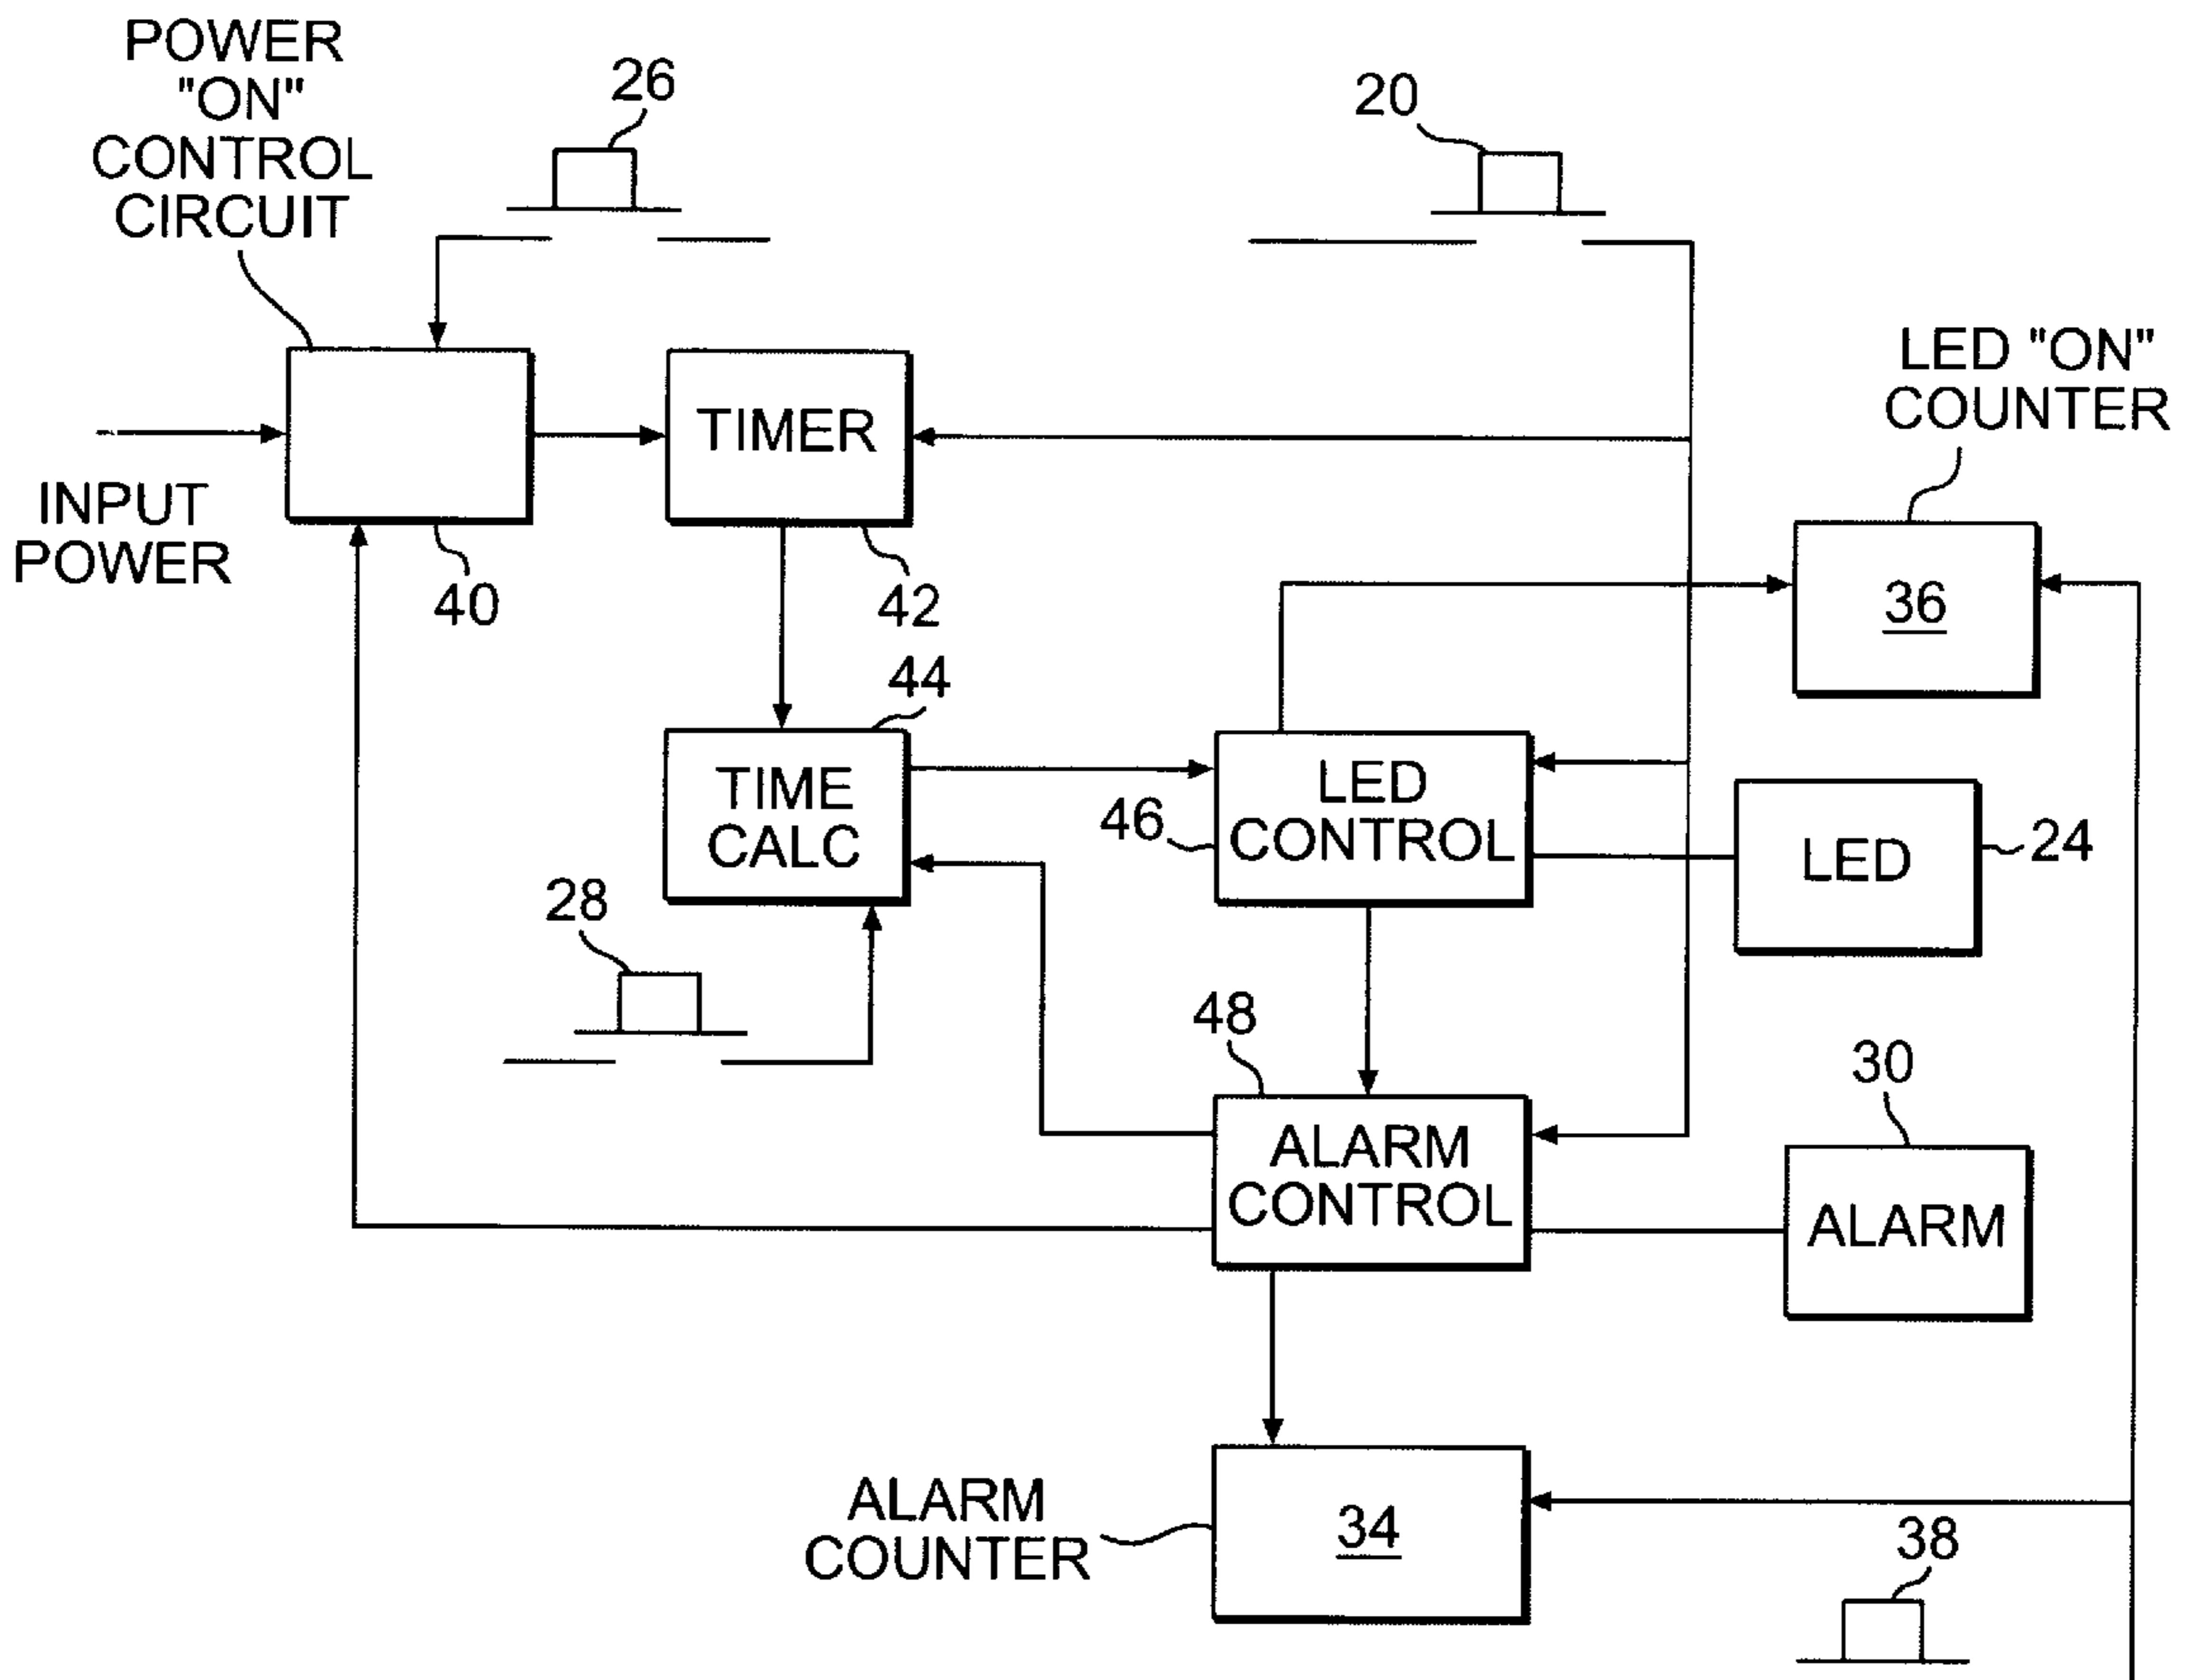 POWER
"ON"
CONTROL
CIRCUIT
26
20
LED "ON"
COUNTER
TIMER
INPUT
POWER
40
42
36
44
TIME
CALC
46
LED
CONTROL
LED
24
28
48
30
ALARM
CONTROL
ALARM
ALARM
COUNTER
34
38